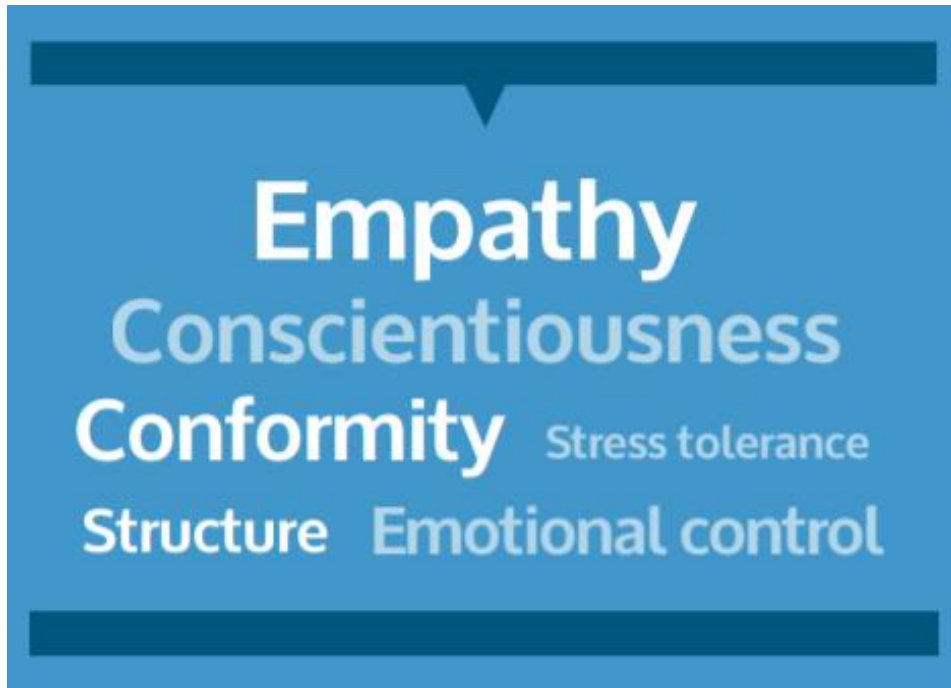 Empathy
Conscientiousness
Conformity Stress tolerance
Structure Emotional control